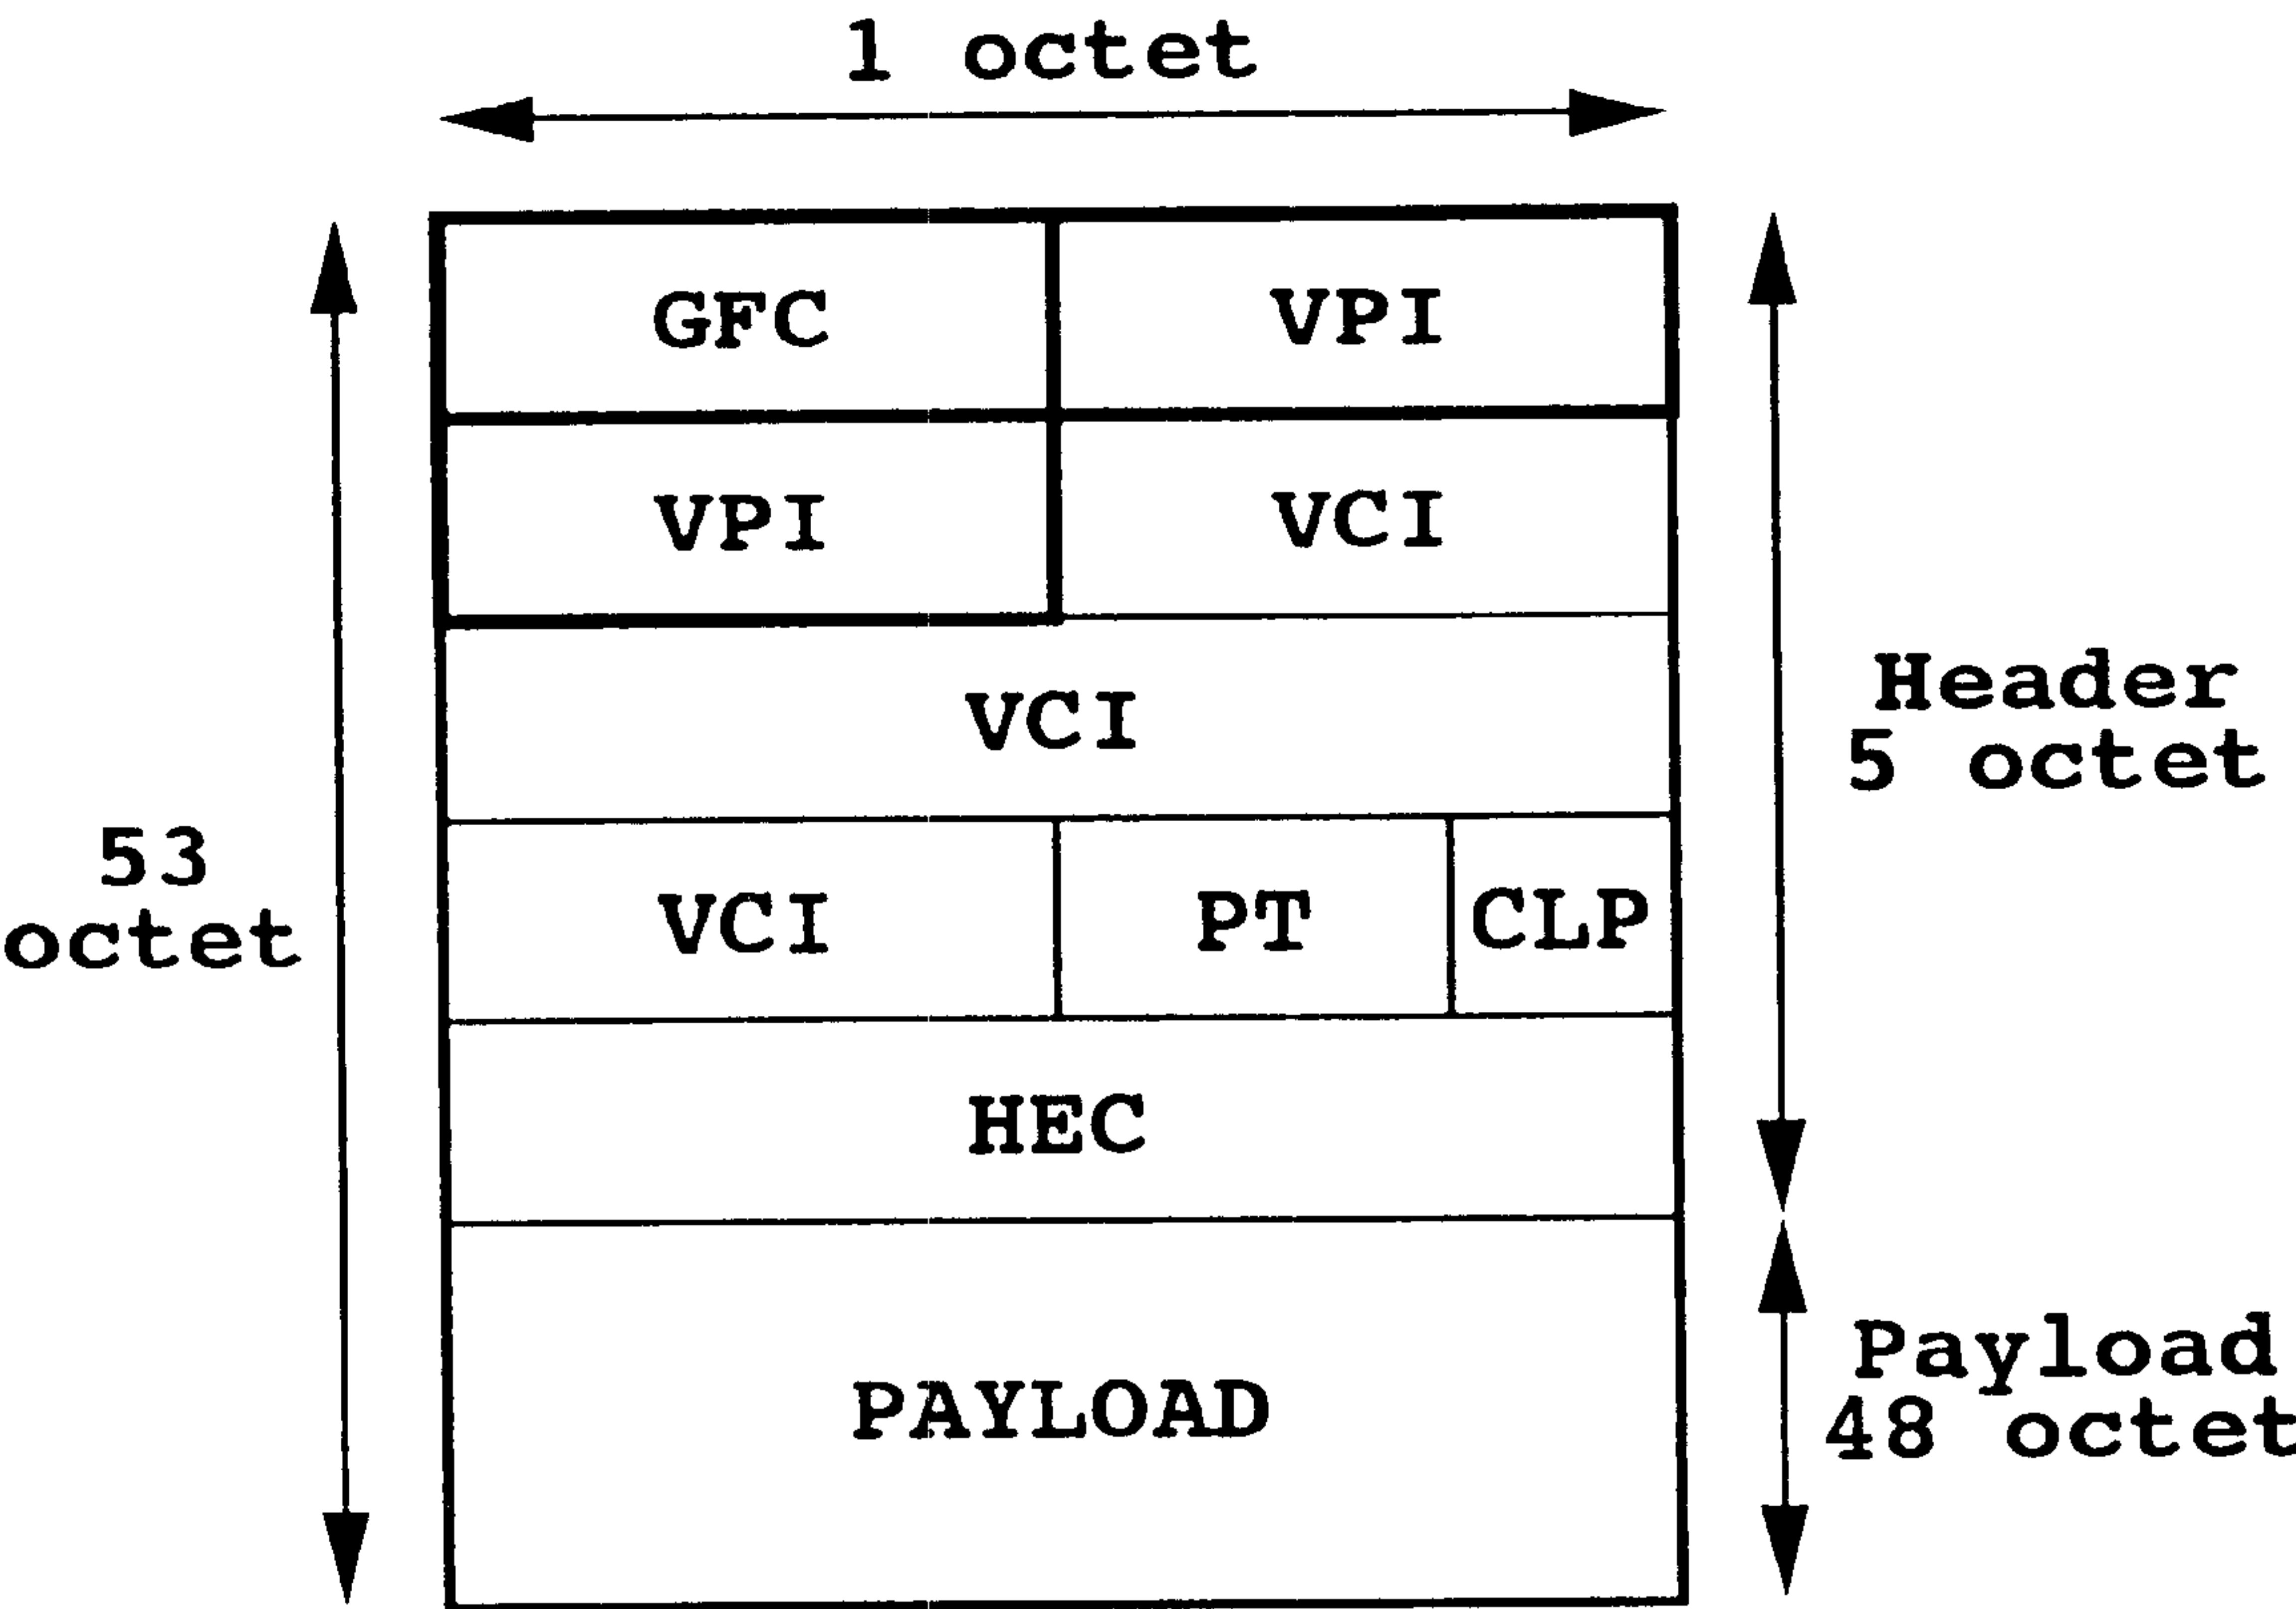 1 octet
GFC VPI
VPI VCI
VCI
Header
5 octet
53
octet
VCI PT CLP
HEC
PAYLOAD
Payload
48 octet